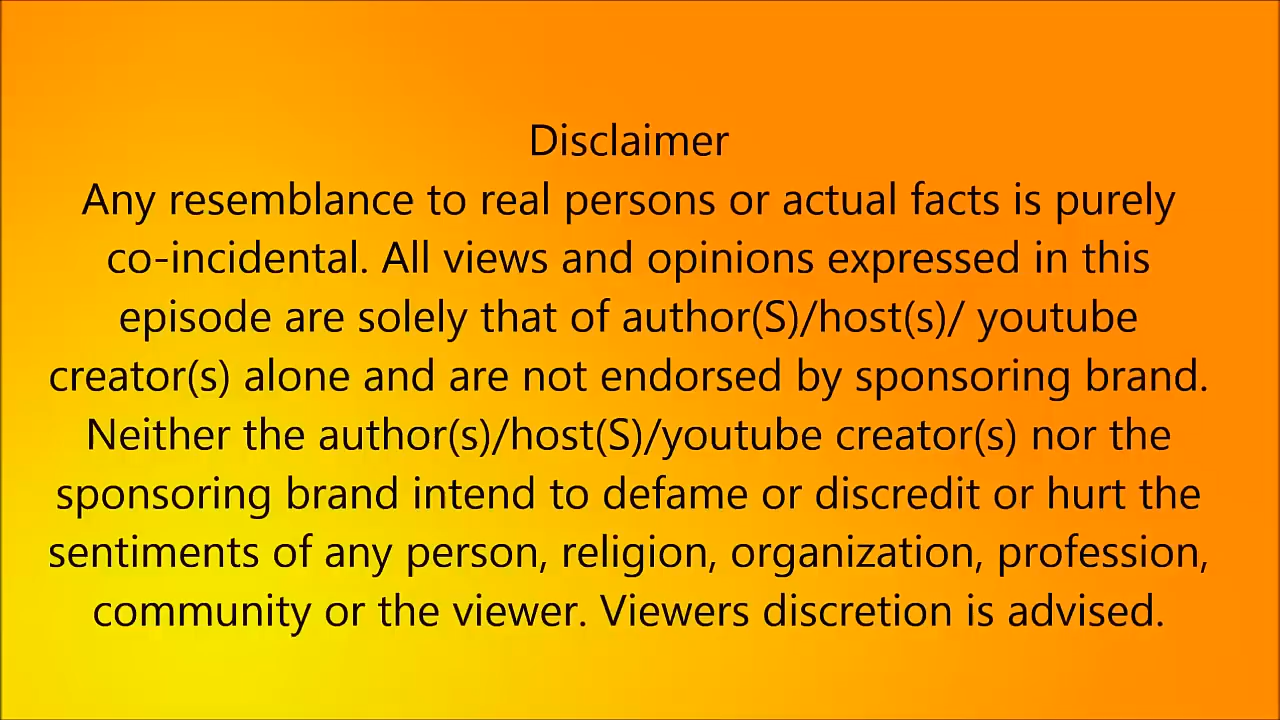 Disclaimer
Any resemblance to real persons or actual facts is purely
co-incidental. All views and opinions expressed in this
episode are solely that of author(S)/host(s)/ youtube
creator(s) alone and are not endorsed by sponsoring brand.
Neither the author(s)/host(S)/youtube creator(s) nor the
sponsoring brand intend to defame or discredit or hurt the
sentiments of any person, religion, organization, profession,
community or the viewer. Viewers discretion is advised.